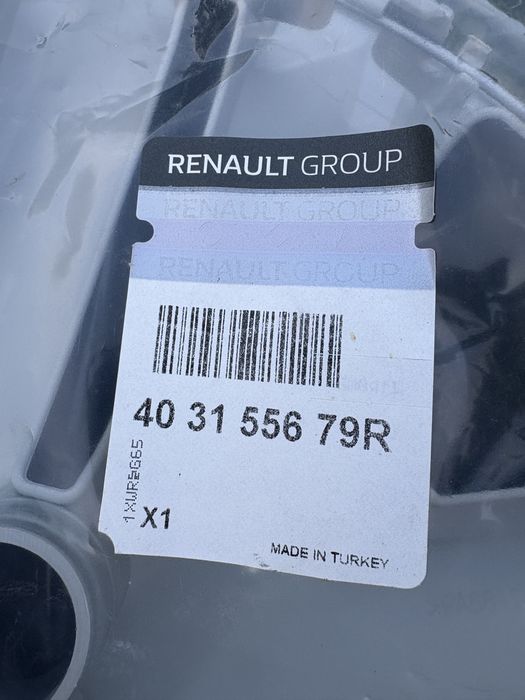 RENAULT GROUP
RENAULT GROUP
RENAULT GROUP
40 31 556 79R
X1
MADE IN TURKEY